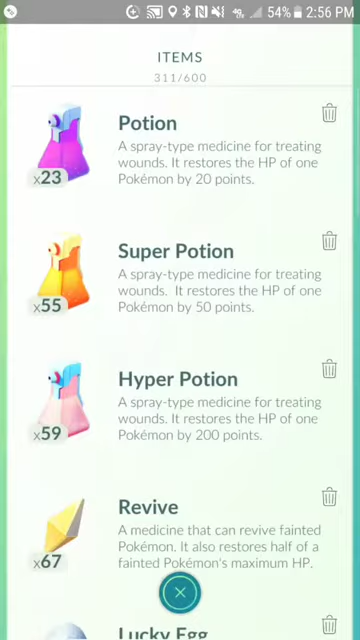 4G 54% 2:56 PM
ITEMS
311/600
Potion
A spray-type medicine for treating
wounds. It restores the HP of one
Pokémon by 20 points.
x23
Super Potion
A spray-type medicine for treating
wounds.  It restores the HP of one
Pokémon by 50 points.
x55
Hyper Potion
A spray-type medicine for treating
wounds. It restores the HP of one
Pokémon by 200 points.
x59
Revive
A medicine that can revive fainted
Pokémon. It also restores half of a
fainted Pokémon's maximum HP.
x67
Lucky Egg